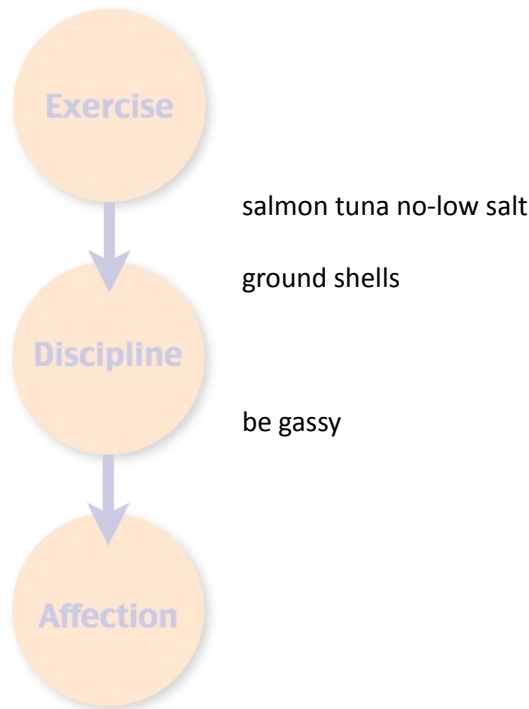 Exercise
salmon tuna no-low salt
ground shells
Discipline
be gassy
Affection